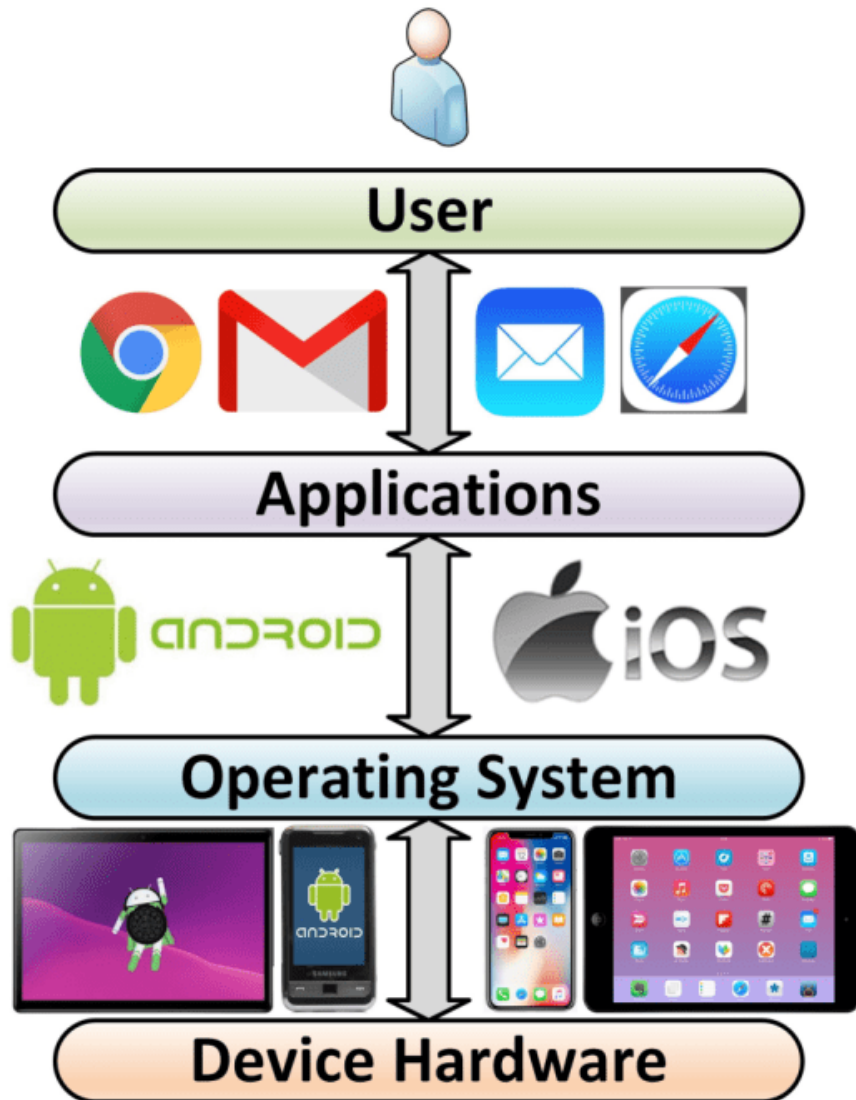 User
Applications
android
iOS
Operating System
android
SAMSUNG
Device Hardware